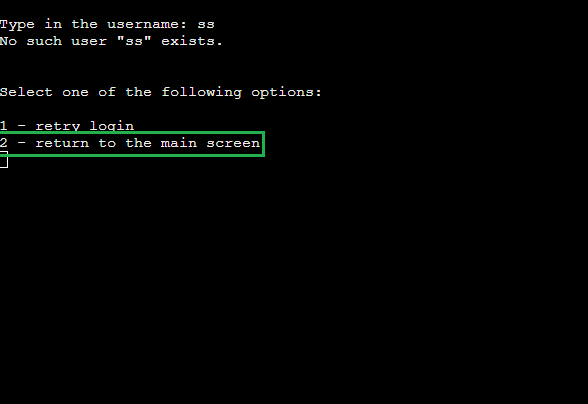 Type in the username: ss
No such user "ss" exists.
Select one of the following options:
1 - retry login
2 - return to the main screen